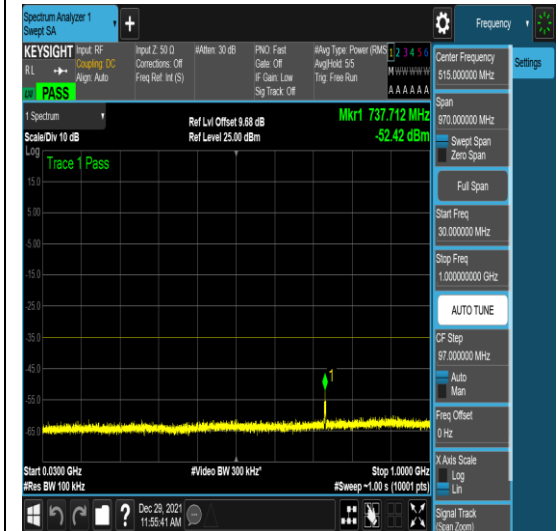 Spectrum Analyzer 1
Swept SA
+
Frequency
KEYSIGHT
RL
Input: RF
Coupling: DC
Align: Auto
Input Z: 50 Ω
Corrections: Off
Freq Ref: Int (S)
#Atten: 30 dB
PNO: Fast
Gate: Off
IF Gain: Low
Sig Track: Off
#Avg Type: Power (RMS
Avg|Hold: 5/5
Trig: Free Run
1 2 3 4 5 6
M W W W W W
A A A A A A
PASS
1 Spectrum
Scale/Div 10 dB
Ref Lvl Offset 9.68 dB
Ref Level 25.00 dBm
Mkr1 737.712 MHz
-52.42 dBm
Log
Trace 1 Pass
15.0
5.00
-5.00
-15.0
-25.0
-35.0
-45.0
-55.0
-65.0
1
Start 0.0300 GHz
#Res BW 100 kHz
#Video BW 300 kHz*
Stop 1.0000 GHz
#Sweep ~1.00 s (10001 pts)
?
Dec 29, 2021
11:55:41 AM
Center Frequency
515.000000 MHz
Span
970.000000 MHz
Swept Span
Zero Span
Full Span
Start Freq
30.000000 MHz
Stop Freq
1.000000000 GHz
AUTO TUNE
CF Step
97.000000 MHz
Auto
Man
Freq Offset
0 Hz
X Axis Scale
Log
Lin
Signal Track
(Span Zoom)
Settings